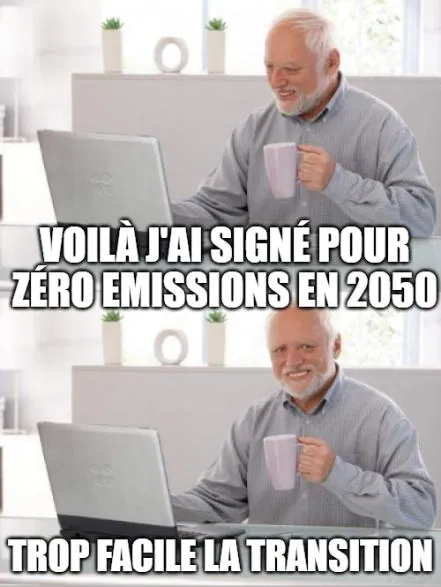 VOILÀ J'AI SIGNÉ POUR
ZÉRO EMISSIONS EN 2050
TROP FACILE LA TRANSITION